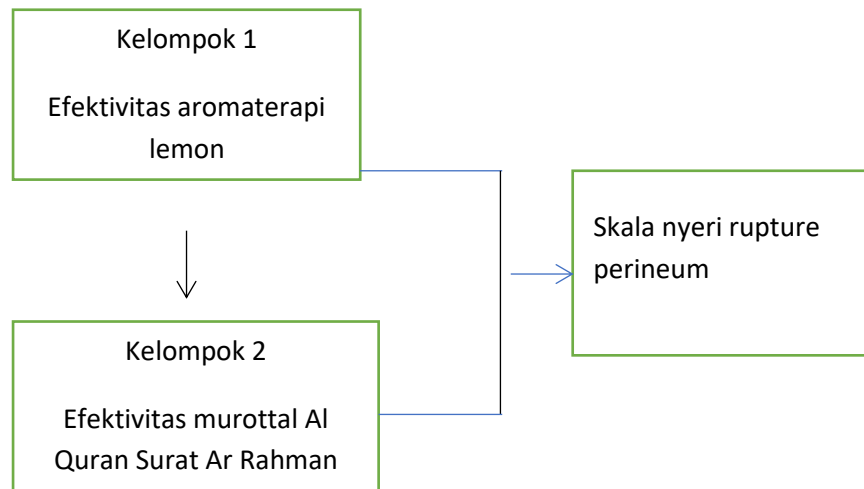 Kelompok 1
Efektivitas aromaterapi
lemon
Skala nyeri rupture
perineum
Kelompok 2
Efektivitas murottal Al
Quran Surat Ar Rahman